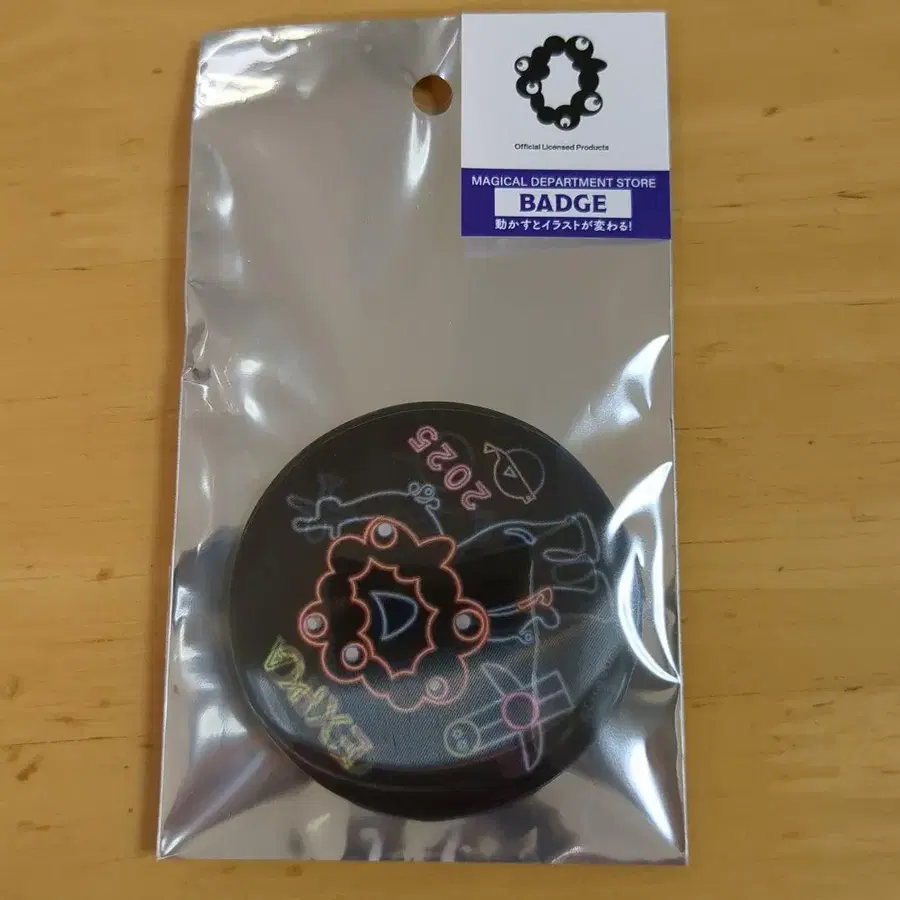 Official Licensed Products
MAGICAL DEPARTMENT STORE
BADGE
動かすとイラストが変わる!
2025
EXPO